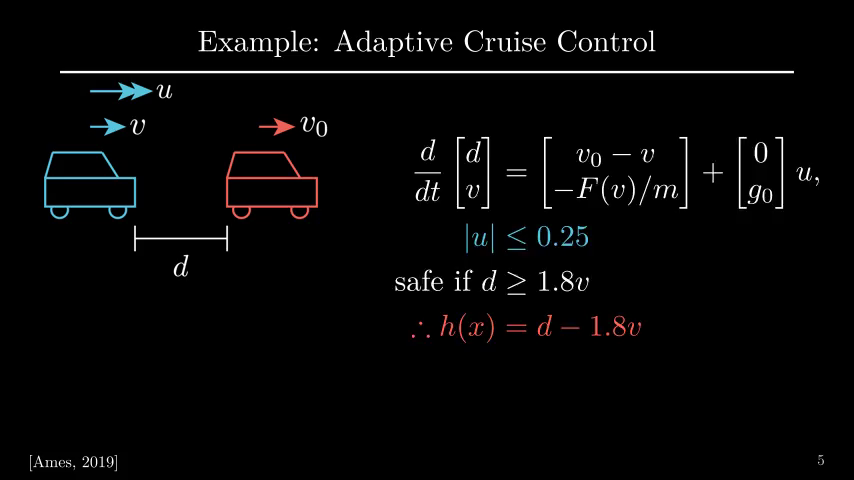 Example: Adaptive Cruise Control
u
v
v₀
d
d/dt [d; v] = [v₀ − v; −F(v)/m] + [0; g₀] u,
|u| ≤ 0.25
safe if d ≥ 1.8v
∴ h(x) = d − 1.8v
[Ames, 2019]
5